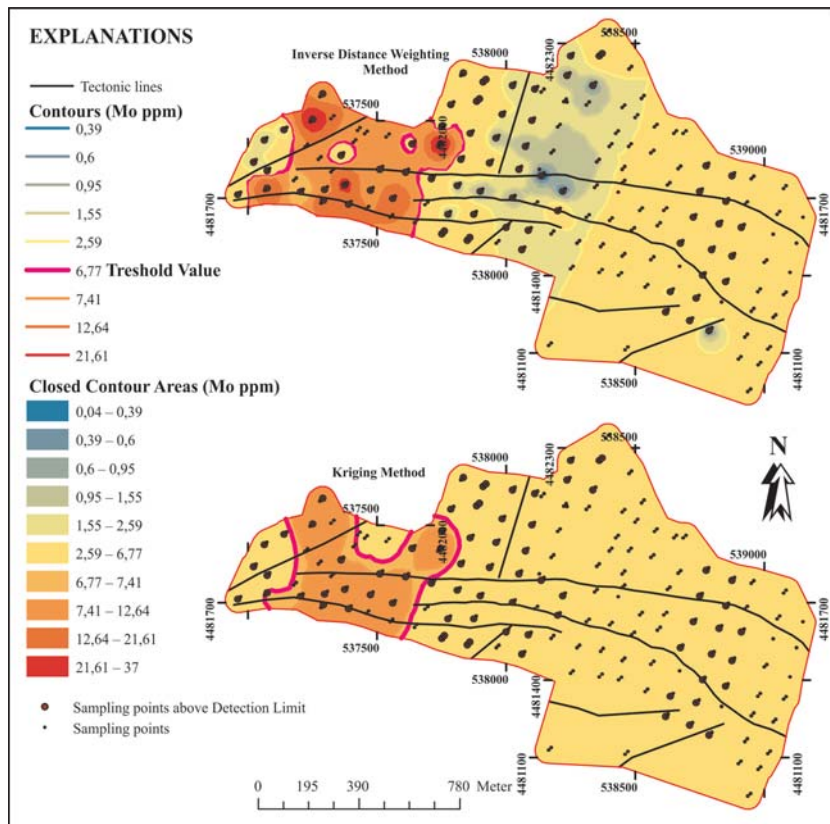 EXPLANATIONS
Tectonic lines
Contours (Mo ppm)
0,39
0,6
0,95
1,55
2,59
6,77 Treshold Value
7,41
12,64
21,61
Closed Contour Areas (Mo ppm)
0,04 – 0,39
0,39 – 0,6
0,6 – 0,95
0,95 – 1,55
1,55 – 2,59
2,59 – 6,77
6,77 – 7,41
7,41 – 12,64
12,64 – 21,61
21,61 – 37
Sampling points above Detection Limit
Sampling points
0 195 390 780 Meter
Inverse Distance Weighting
Method
538000
4482300
538500
537500
4482000
539000
4481700
4481700
537500
538000
4481400
4481100
538500
Kriging Method
538000
4482300
538500
537500
4482000
539000
N
4481700
4481700
537500
538000
4481400
4481100
538500